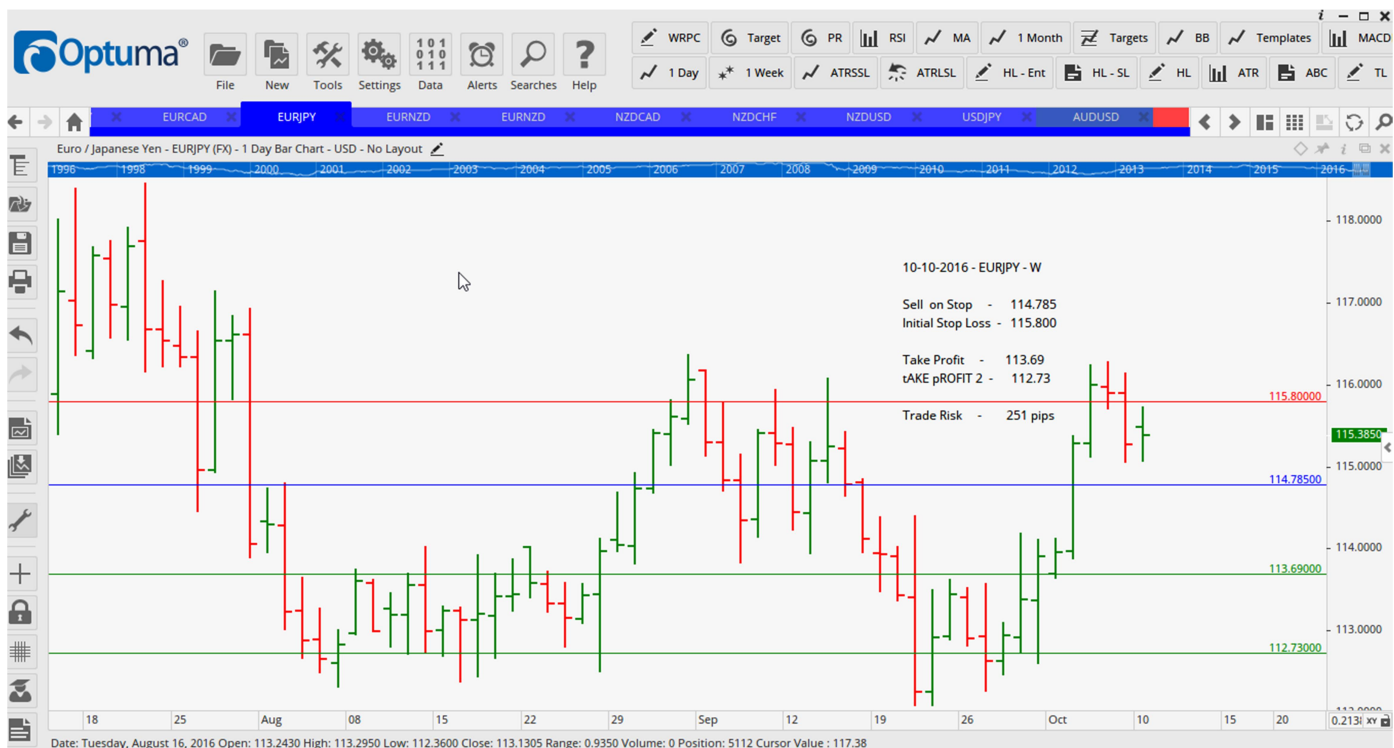 Optuma®
File New Tools Settings Data Alerts Searches Help
WRPC Target PR RSI MA 1 Month Targets BB Templates MACD
1 Day 1 Week ATRSSL ATRLSL HL - Ent HL - SL HL ATR ABC TL
EURCAD EURJPY EURNZD EURNZD NZDCAD NZDCHF NZDUSD USDJPY AUDUSD
Euro / Japanese Yen - EURJPY (FX) - 1 Day Bar Chart - USD - No Layout
1996 1998 1999 2000 2001 2002 2003 2004 2005 2006 2007 2008 2009 2010 2011 2012 2013 2014 2015 2016
118.0000
10-10-2016 - EURJPY - W
117.0000
Sell on Stop - 114.785
Initial Stop Loss - 115.800
Take Profit - 113.69
tAKE pROFIT 2 - 112.73
116.0000
115.80000
Trade Risk - 251 pips
115.3850
115.0000
114.78500
114.0000
113.69000
113.0000
112.73000
18 25 Aug 08 15 22 29 Sep 12 19 26 Oct 10 15 20
XY
Date: Tuesday, August 16, 2016 Open: 113.2430 High: 113.2950 Low: 112.3600 Close: 113.1305 Range: 0.9350 Volume: 0 Position: 5112 Cursor Value : 117.38